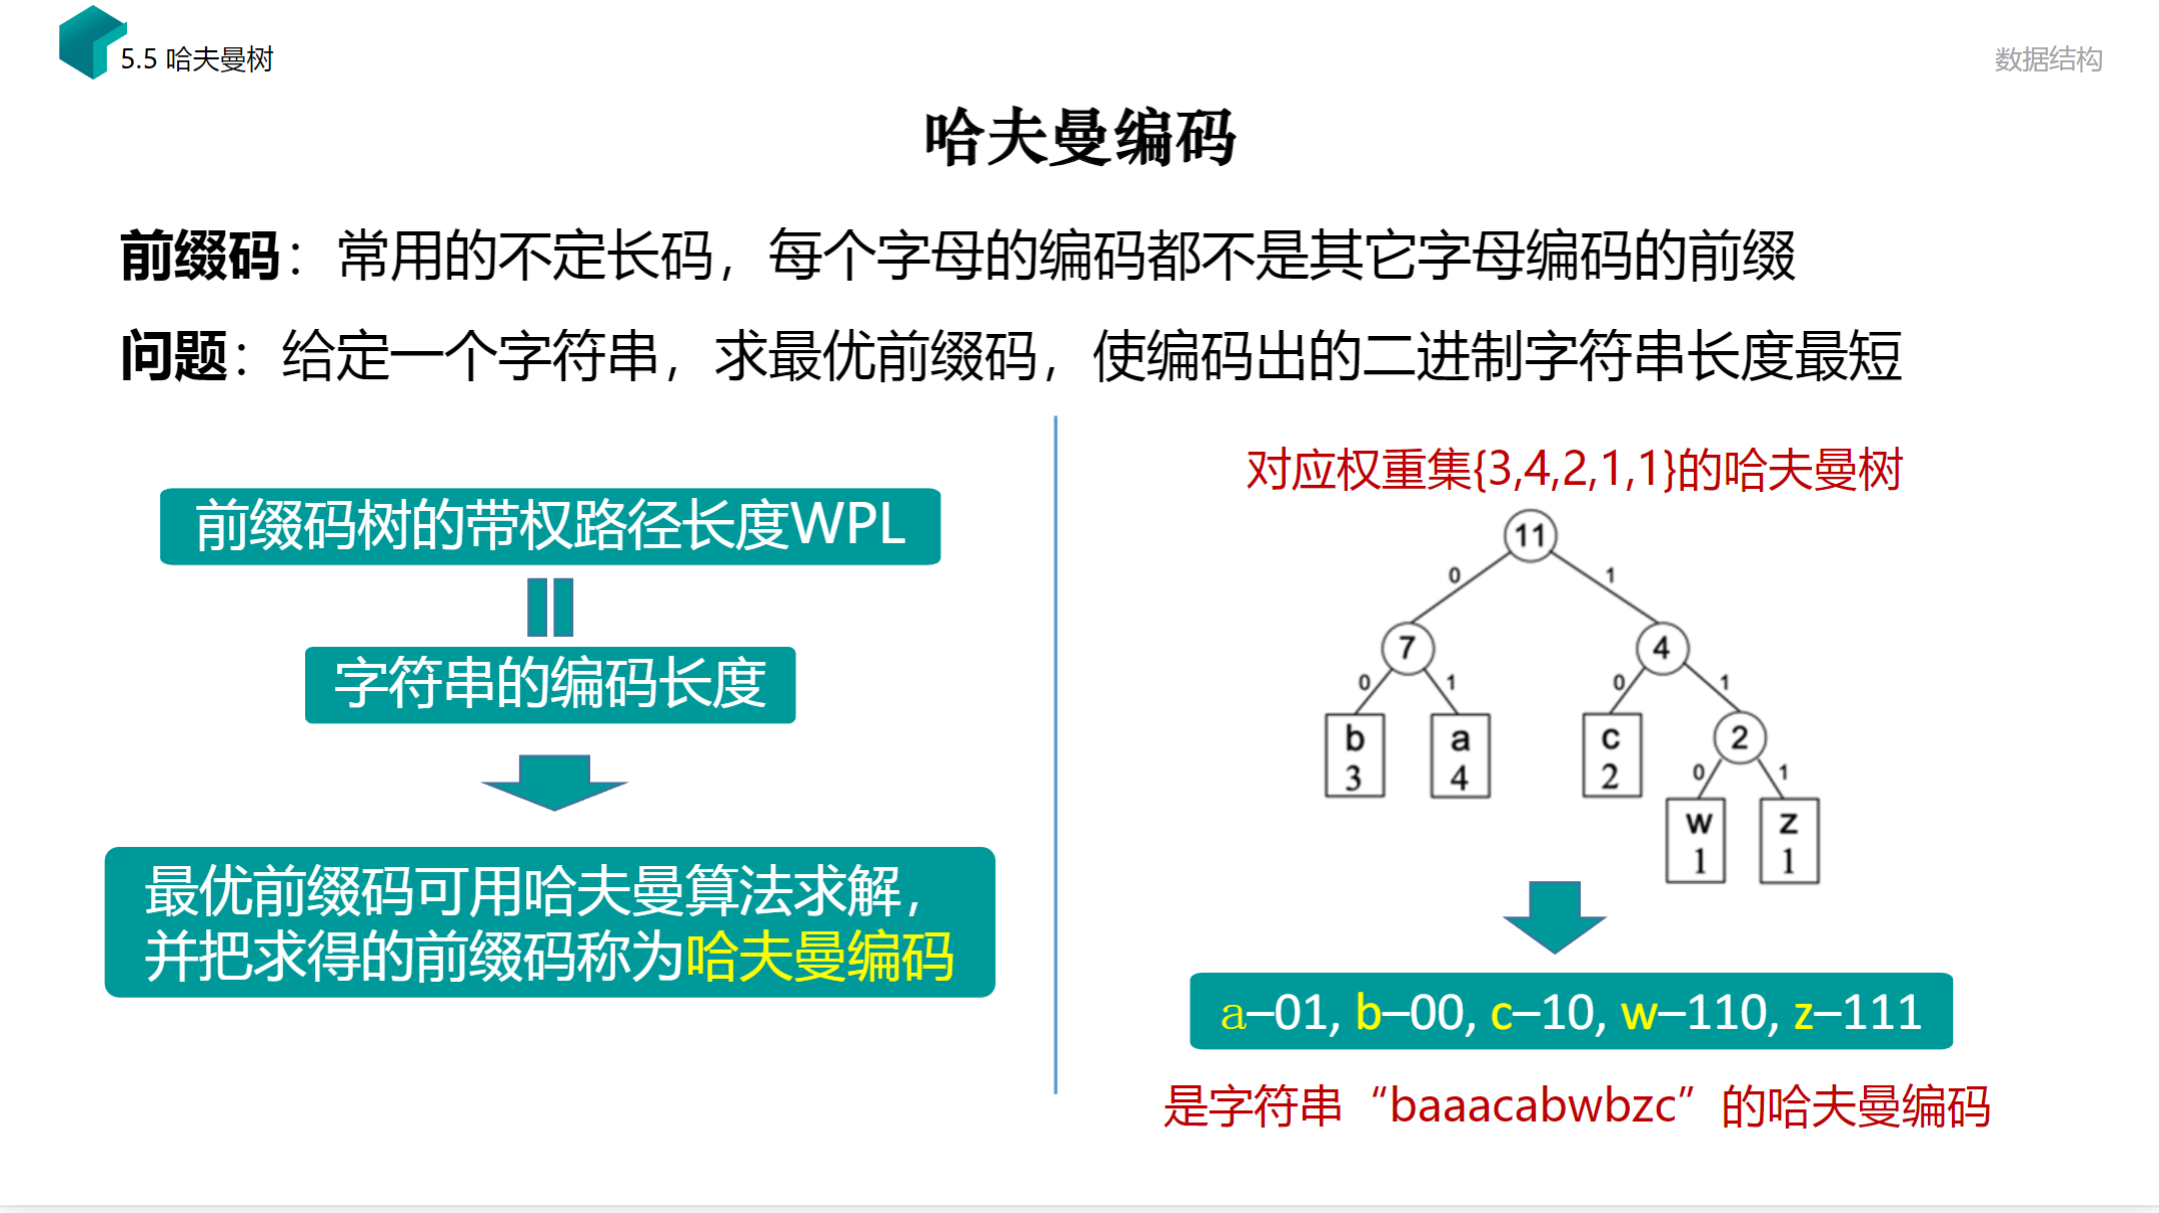 5.5 哈夫曼树
数据结构
哈夫曼编码
前缀码：常用的不定长码，每个字母的编码都不是其它字母编码的前缀
问题：给定一个字符串，求最优前缀码，使编码出的二进制字符串长度最短
前缀码树的带权路径长度WPL
字符串的编码长度
最优前缀码可用哈夫曼算法求解，
并把求得的前缀码称为哈夫曼编码
对应权重集{3,4,2,1,1}的哈夫曼树
11
0 1
7 4
0 1 0 1
b a c 2
3 4 2
0 1
w z
1 1
a–01, b–00, c–10, w–110, z–111
是字符串“baaacabwbzc”的哈夫曼编码